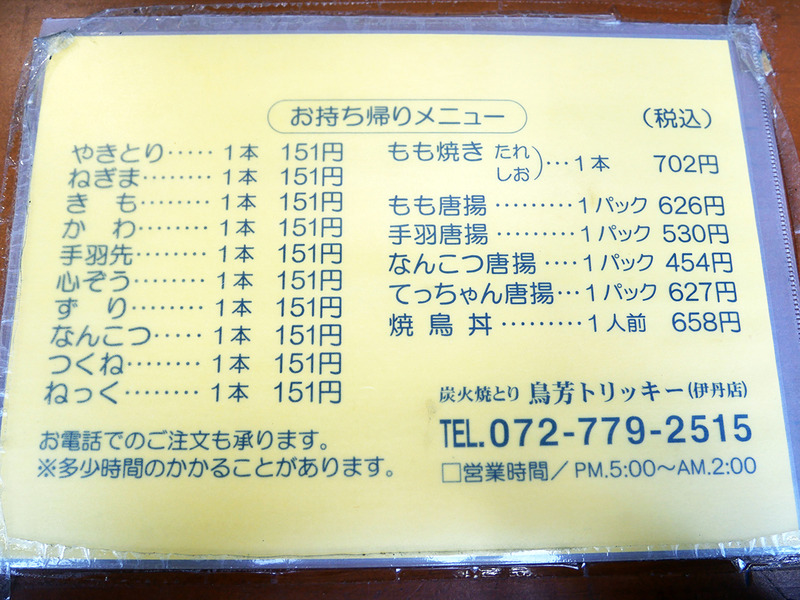 お持ち帰りメニュー
(税込)
やきとり‥‥‥1本 151円
ねぎま‥‥‥‥1本 151円
きも‥‥‥‥1本 151円
かわ‥‥‥‥1本 151円
手羽先‥‥‥‥1本 151円
心ぞう‥‥‥‥1本 151円
ずり‥‥‥‥1本 151円
なんこつ‥‥‥1本 151円
つくね‥‥‥‥1本 151円
ねっく‥‥‥‥1本 151円
お電話でのご注文も承ります。
※多少時間のかかることがあります。
もも焼き たれ しお)…1本 702円
もも唐揚………1パック 626円
手羽唐揚………1パック 530円
なんこつ唐揚…1パック 454円
てっちゃん唐揚…1パック 627円
焼鳥丼………1人前 658円
炭火焼とり 鳥芳トリッキー(伊丹店)
TEL.072-779-2515
□営業時間/PM.5:00〜AM.2:00